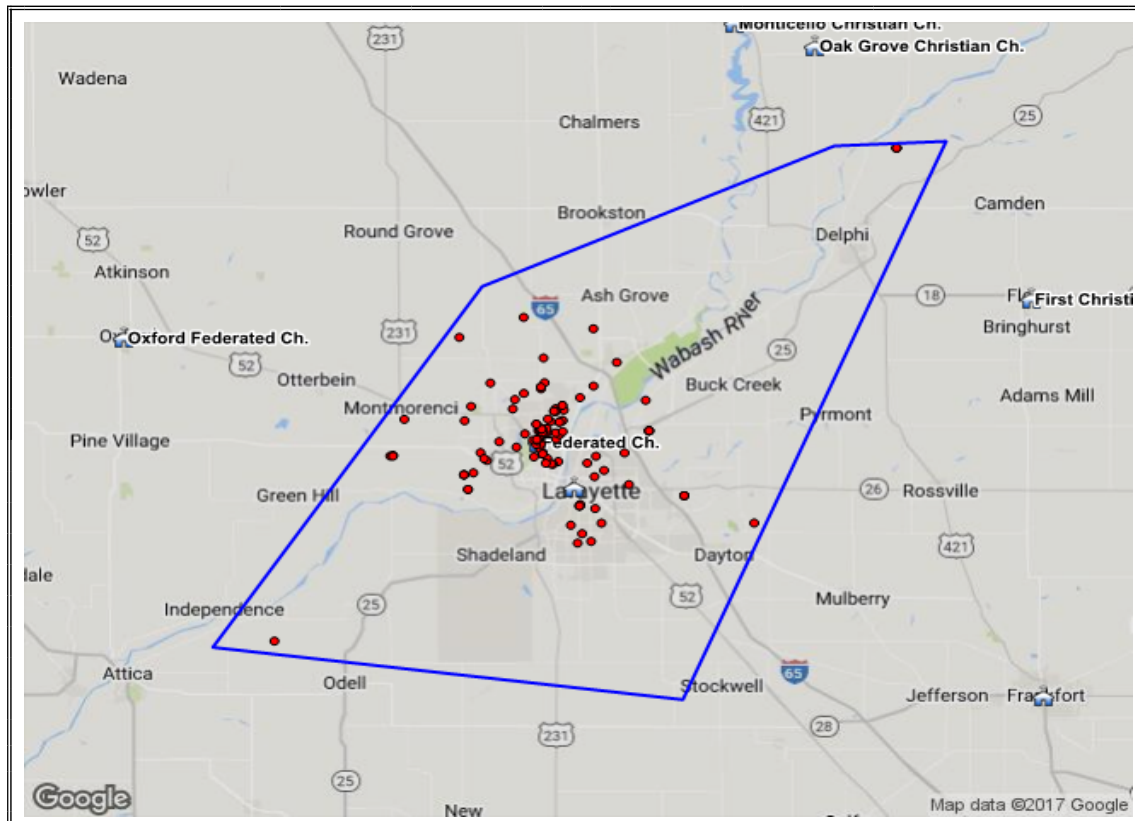 Monticello Christian Ch.
231
Oak Grove Christian Ch.
Wadena
25
421
Chalmers
owler
Camden
Brookston
Round Grove
Delphi
52
Atkinson
Ash Grove
18
First Christi
65
Wabash River
Bringhurst
231
Oxford Federated Ch.
25
52
Otterbein
Buck Creek
Adams Mill
Montmorenci
Pyrmont
Pine Village
Federated Ch.
52
Green Hill
Lafayette
26
Rossville
421
Shadeland
Dayton
dale
52
Mulberry
25
Independence
Attica
65
Odell
Stockwell
Jefferson
Frankfort
28
231
25
Google
New
Map data ©2017 Google